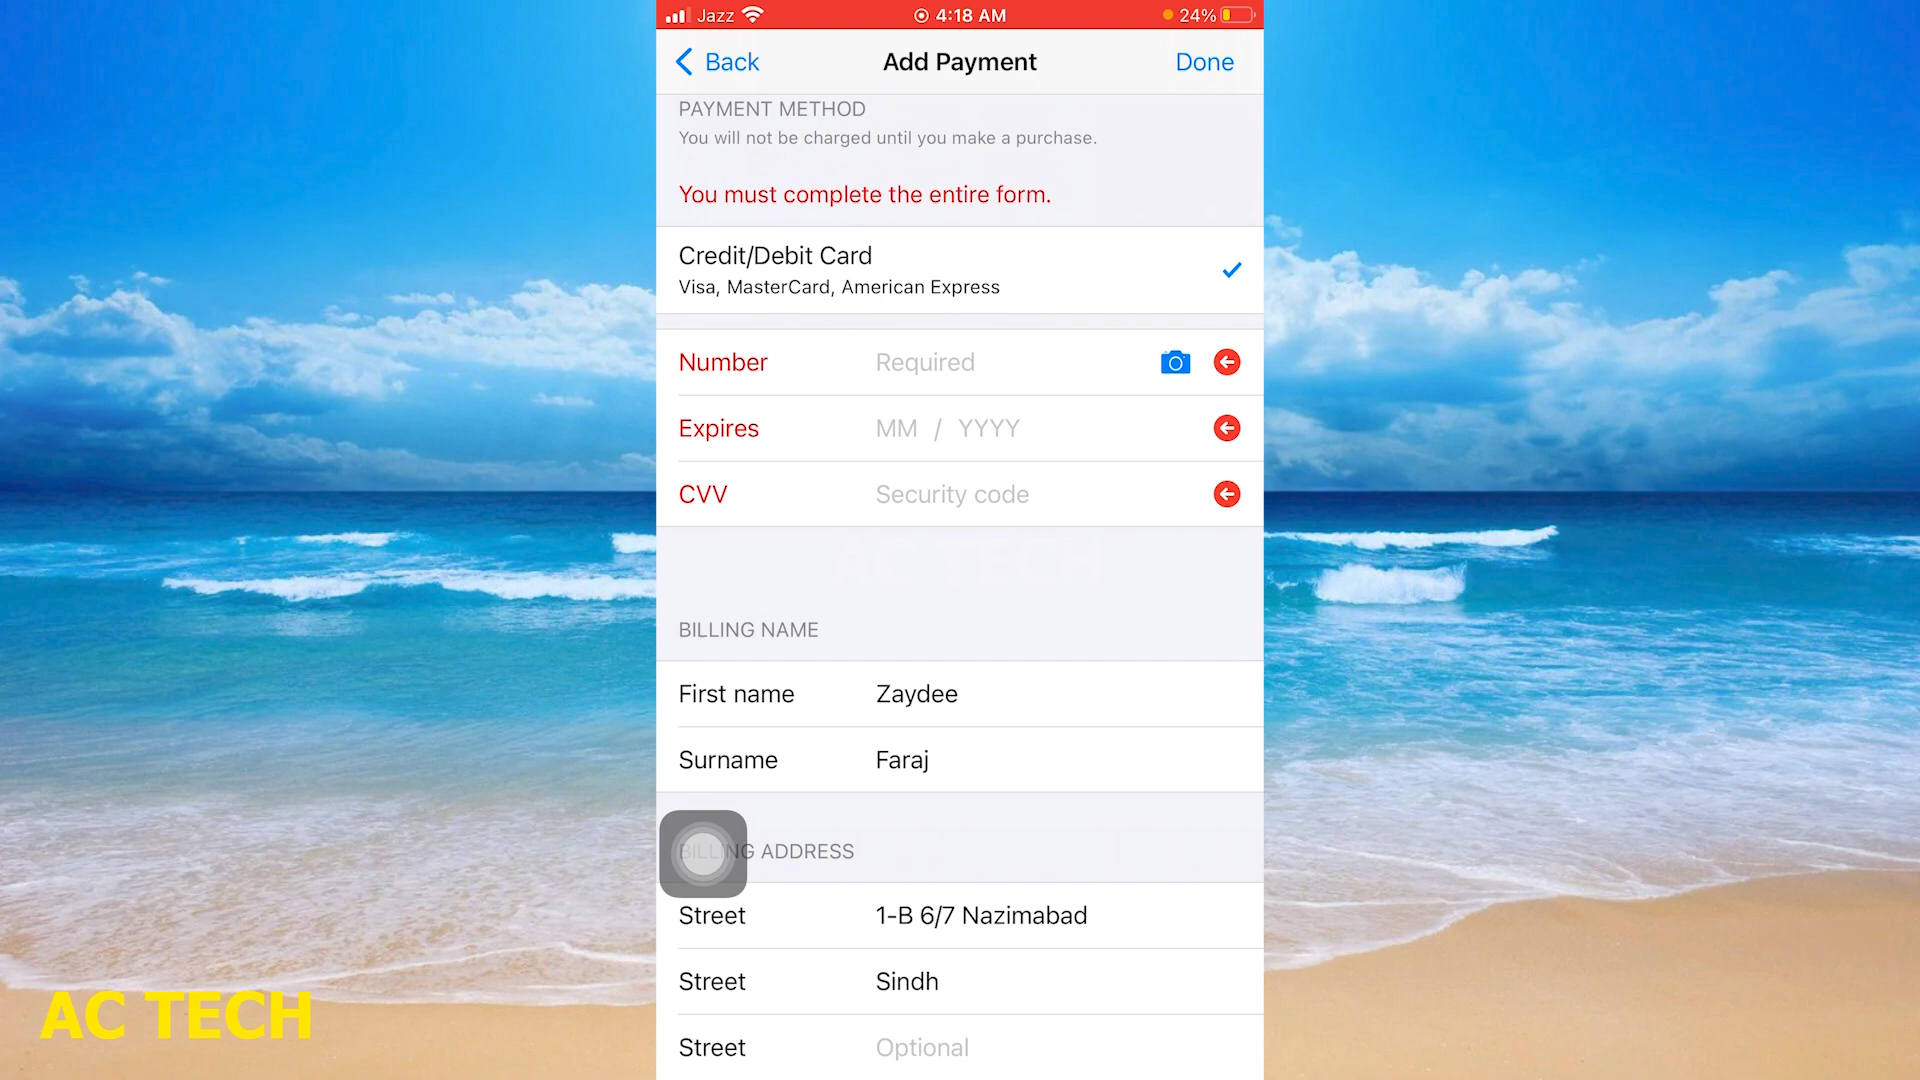 Jazz 4:18 AM 24%
Back Add Payment Done
PAYMENT METHOD
You will not be charged until you make a purchase.
You must complete the entire form.
Credit/Debit Card
Visa, MasterCard, American Express
Number Required
Expires MM / YYYY
CVV Security code
AC TECH
BILLING NAME
First name Zaydee
Surname Faraj
BILLING ADDRESS
Street 1-B 6/7 Nazimabad
Street Sindh
Street Optional
AC TECH